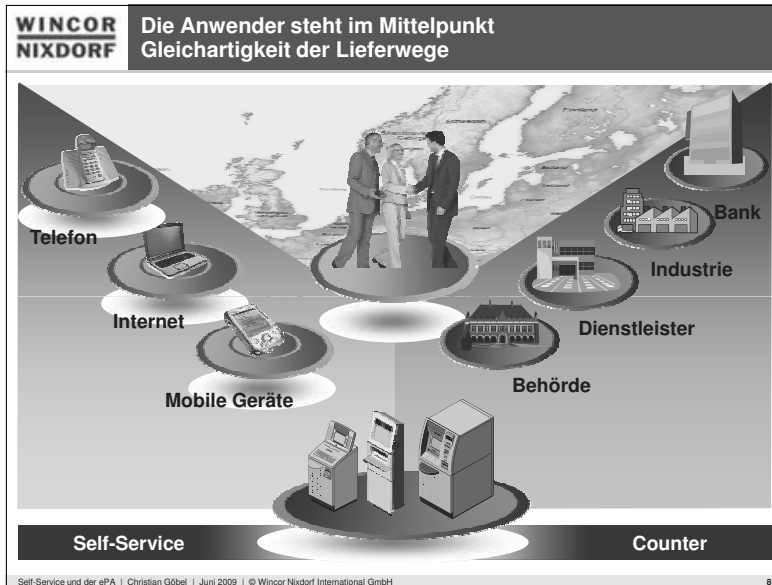 WINCOR
NIXDORF
Die Anwender steht im Mittelpunkt
Gleichartigkeit der Lieferwege
Telefon
Internet
Mobile Geräte
Bank
Industrie
Dienstleister
Behörde
Self-Service
Counter
Self-Service und der ePA | Christian Göbel | Juni 2009 | © Wincor Nixdorf International GmbH
8